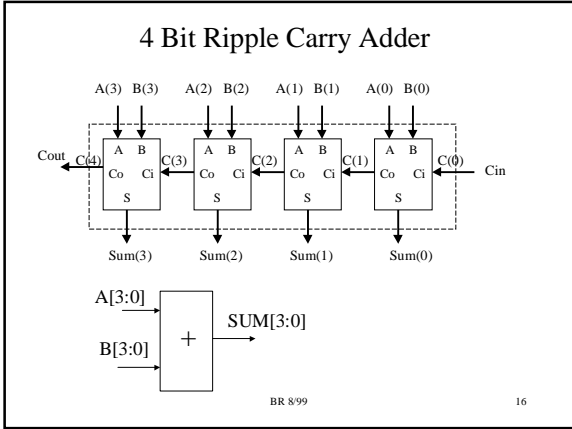 4 Bit Ripple Carry Adder
A(3) B(3) A(2) B(2) A(1) B(1) A(0) B(0)
A B A B A B A B
Cout C(4) C(3) C(2) C(1) C(0) Cin
Co Ci Co Ci Co Ci Co Ci
S S S S
Sum(3) Sum(2) Sum(1) Sum(0)
A[3:0]
SUM[3:0]
+
B[3:0]
BR 8/99 16